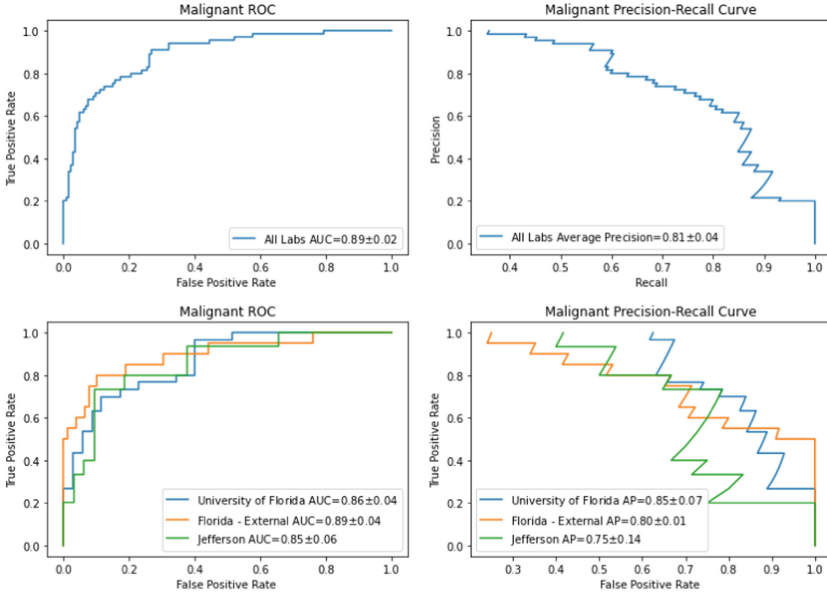 Malignant ROC
True Positive Rate
1.0
0.8
0.6
0.4
0.2
0.0
All Labs AUC=0.89±0.02
0.0 0.2 0.4 0.6 0.8 1.0
False Positive Rate
Malignant Precision-Recall Curve
Precision
1.0
0.8
0.6
0.4
0.2
0.0
All Labs Average Precision=0.81±0.04
0.4 0.5 0.6 0.7 0.8 0.9 1.0
Recall
Malignant ROC
True Positive Rate
1.0
0.8
0.6
0.4
0.2
0.0
University of Florida AUC=0.86±0.04
Florida - External AUC=0.89±0.04
Jefferson AUC=0.85±0.06
0.0 0.2 0.4 0.6 0.8 1.0
False Positive Rate
Malignant Precision-Recall Curve
True Positive Rate
1.0
0.8
0.6
0.4
0.2
0.0
University of Florida AP=0.85±0.07
Florida - External AP=0.80±0.01
Jefferson AP=0.75±0.14
0.3 0.4 0.5 0.6 0.7 0.8 0.9 1.0
False Positive Rate